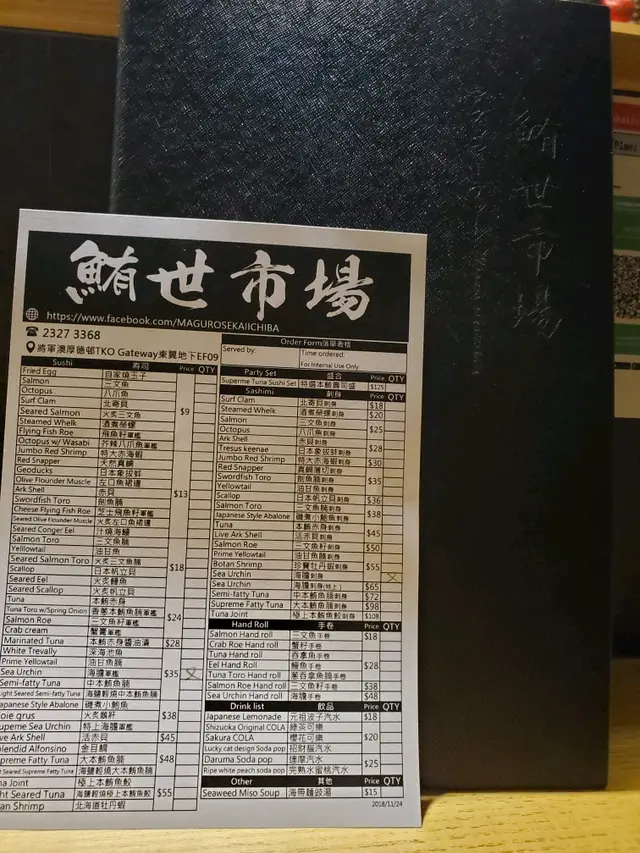 鮪世市場
鮪世市場
https://www.facebook.com/MAGUROSEKAIICHIBA
2327 3368
將軍澳厚德邨TKO Gateway東翼地下EF09
Order Form落單表格
Served by:
Time ordered:
For Internal Use Only
Sushi 壽司 Price QTY
Fried Egg 自家燒玉子
Salmon 三文魚
Octopus 八爪魚
Surf Clam 北寄貝
Seared Salmon 火炙三文魚 $9
Steamed Whelk 酒煮榮螺
Flying Fish Roe 飛魚籽軍艦
Octopus w/ Wasabi 芥辣八爪魚軍艦
Jumbo Red Shrimp 特大赤海蝦
Red Snapper 天然真鯛
Geoducks 日本象拔蚌
Olive Flounder Muscle 左口魚裙邊
Ark Shell 赤貝 $13
Swordfish Toro 劍魚腩
Cheese Flying Fish Roe 芝士飛魚籽軍艦
Seared Olive Flounder Muscle 火炙左口魚裙邊
Seared Conger Eel 汁燒海鰻
Salmon Toro 三文魚腩
Yelllowtail 油甘魚
Seared Salmon Toro 火炙三文魚腩 $18
Scallop 日本帆立貝
Seared Eel 火炙鰻魚
Seared Scallop 火炙帆立貝
Tuna 本鮪赤身
Tuna Toro w/Spring Onion 香蔥本鮪魚腩軍艦 $24
Salmon Roe 三文魚籽軍艦
Crab cream 蟹膏軍艦
Marinated Tuna 本鮪赤身醬油漬 $28
White Trevally 深海池魚
Prime Yellowtail 油甘魚腩
Sea Urchin 海膽軍艦 $35
Semi-fatty Tuna 中本鮪魚腩
ight Seared Semi-fatty Tuna 海鹽輕燒中本鮪魚腩
apanese Style Abalone 磯煮小鮑魚
oie grus 火炙鵝肝 $38
upeme Sea Urchin 特上海膽軍艦
ve Ark Shell 活赤貝 $45
plendid Alfonsino 金目鯛
upreme Fatty Tuna 大本鮪魚腩 $48
t Seared Supreme Fatty Tuna 海鹽輕燒大本鮪魚腩
na Joint 極上本鮪魚鮫
ht Seared Tuna 海鹽輕燒極上本鮪魚鮫 $55
an Shrimp 北海道牡丹蝦
Party Set 盛合 Price QTY
Superme Tuna Sushi Set 特選本鮪壽司盛 $125
Sashimi 刺身 Price QTY
Surf Clam 北寄貝刺身 $18
Steamed Whelk 酒煮榮螺 $20
Salmon 三文魚刺身
Octopus 八爪魚刺身 $25
Ark Shell 赤貝刺身
Tresus keenae 日本象拔蚌刺身 $28
Jumbo Red Shrimp 特大赤海蝦刺身 $30
Red Snapper 真鯛薄切刺身
Swordfish Toro 劍魚腩刺身 $35
Yellowtail 油甘魚刺身
Scallop 日本帆立貝刺身 $36
Salmon Toro 三文魚腩刺身
Japanese Style Abalone 磯煮小鮑魚刺身 $38
Tuna 本鮪赤身刺身
Live Ark Shell 活赤貝刺身 $45
Salmon Roe 三文魚籽刺身 $50
Prime Yellowtail 油甘魚腩刺身
Botan Shrimp 珍寶牡丹蝦刺身 $55
Sea Urchin 海膽刺身
Sea Urchin 海膽刺身(特上) $65
Semi-fatty Tuna 中本鮪魚腩刺身 $72
Supreme Fatty Tuna 大本鮪魚腩刺身 $98
Tuna Joint 極上本鮪魚鮫刺身 $108
Hand Roll 手卷 Price QTY
Salmon Hand roll 三文魚手卷 $18
Crab Roe Hand roll 蟹籽手卷
Tuna Hand roll 吞拿魚手卷
Eel Hand Roll 鰻魚手卷 $28
Tuna Toro Hand roll 蔥吞拿魚腩手卷
Salmon Roe Hand roll 三文魚籽手卷 $38
Sea Urchin Hand roll 海膽手卷 $48
Drink list 飲品 Price QTY
Japanese Lemonade 元祖波子汽水 $18
Shizuoka Original COLA 綠茶可樂
Sakura COLA 櫻花可樂 $20
Lucky cat design Soda pop 招財貓汽水
Daruma Soda pop 達摩汽水
Ripe white peach soda pop 完熟水蜜桃汽水 $25
Other 其他 Price QTY
Seaweed Miso Soup 海帶麵豉湯 $15
2018/11/24